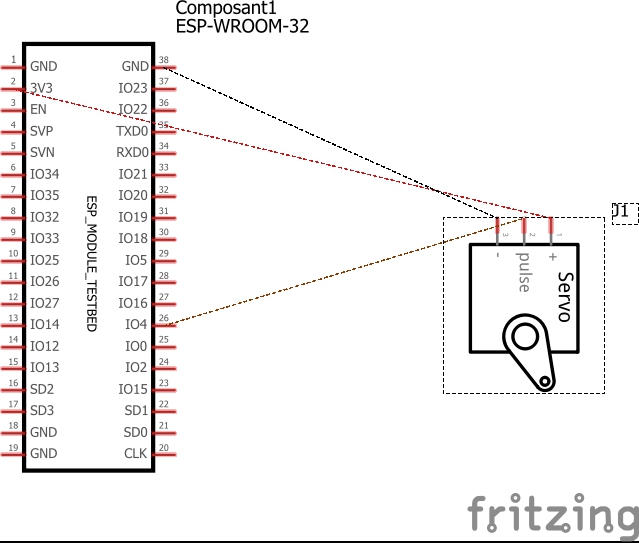 Composant1
ESP-WROOM-32
1 GND GND 38
2 3V3 IO23 37
3 EN IO22 36
4 SVP TXD0 35
5 SVN RXD0 34
6 IO34 IO21 33
7 IO35 IO20 32
8 IO32 IO19 31
9 IO33 IO18 30
10 IO25 IO5 29
11 IO26 IO17 28
12 IO27 IO16 27
13 IO14 IO4 26
14 IO12 IO0 25
15 IO13 IO2 24
16 SD2 IO15 23
17 SD3 SD1 22
18 GND SD0 21
19 GND CLK 20
ESP_MODULE_TESTBED
J1
3 2 1
- pulse +
Servo
fritzing